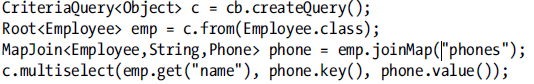 CriteriaQuery<Object> c = cb.createQuery();
Root<Employee> emp = c.from(Employee.class);
MapJoin<Employee,String,Phone> phone = emp.joinMap("phones");
c.multiselect(emp.get("name"), phone.key(), phone.value());